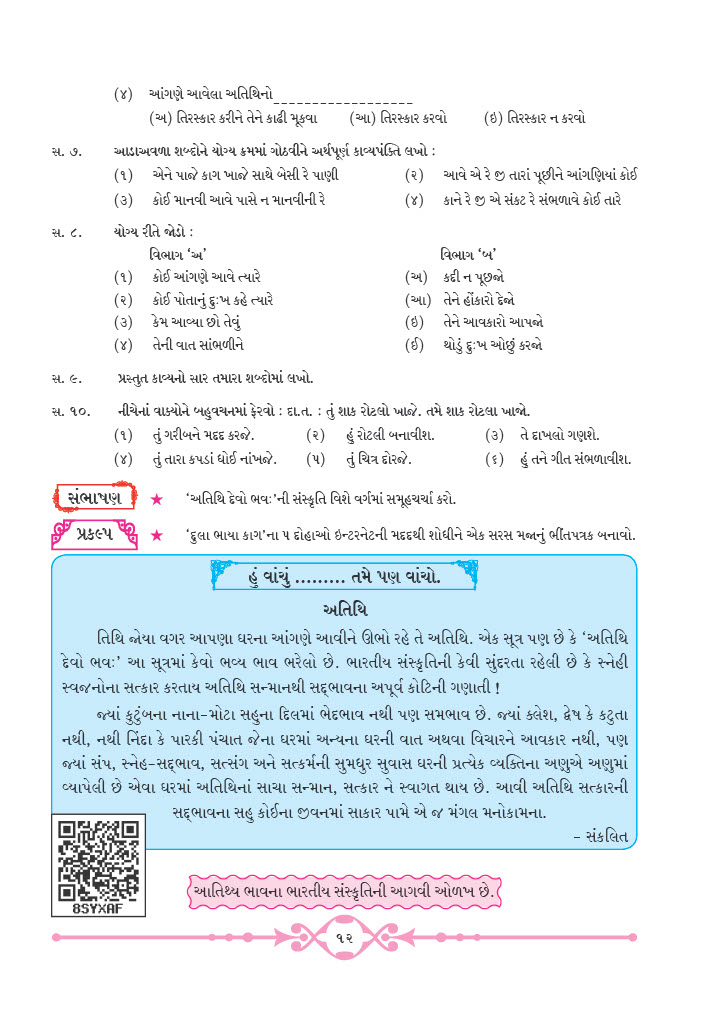 (૪) આંગણે આવેલા અતિથિનો__________________
(અ) તિરસ્કાર કરીને તેને કાઢી મૂકવા (આ) તિરસ્કાર કરવો (ઇ) તિરસ્કાર ન કરવો
સ. ૭. આડાઅવળા શબ્દોને યોગ્ય ક્રમમાં ગોઠવીને અર્થપૂર્ણ કાવ્યપંક્તિ લખો :
(૧) એને પાજે કાગ ખાજે સાથે બેસી રે પાણી (૨) આવે એ રે જી તારાં પૂછીને આંગણિયાં કોઈ
(૩) કોઈ માનવી આવે પાસે ન માનવીની રે (૪) કાને રે જી એ સંકટ રે સંભળાવે કોઈ તારે
સ. ૮. યોગ્ય રીતે જોડો :
વિભાગ ‘અ’ વિભાગ ‘બ’
(૧) કોઈ આંગણે આવે ત્યારે (અ) કદી ન પૂછજો
(૨) કોઈ પોતાનું દુઃખ કહે ત્યારે (આ) તેને હોંકારો દેજો
(૩) કેમ આવ્યા છો તેવું (ઇ) તેને આવકારો આપજો
(૪) તેની વાત સાંભળીને (ઈ) થોડું દુઃખ ઓછું કરજો
સ. ૯. પ્રસ્તુત કાવ્યનો સાર તમારા શબ્દોમાં લખો.
સ. ૧૦. નીચેનાં વાક્યોને બહુવચનમાં ફેરવો : દા.ત. : તું શાક રોટલો ખાજે. તમે શાક રોટલા ખાજો.
(૧) તું ગરીબને મદદ કરજે. (૨) હું રોટલી બનાવીશ. (૩) તે દાખલો ગણશે.
(૪) તું તારા કપડાં ધોઈ નાંખજે. (૫) તું ચિત્ર દોરજે. (૬) હું તને ગીત સંભળાવીશ.
સંભાષણ ★ ‘અતિથિ દેવો ભવઃ’ની સંસ્કૃતિ વિશે વર્ગમાં સમૂહચર્ચા કરો.
પ્રકલ્પ ★ ‘દુલા ભાયા કાગ’ના ૫ દોહાઓ ઇન્ટરનેટની મદદથી શોધીને એક સરસ મજાનું ભીંતપત્રક બનાવો.
હું વાંચું ......... તમે પણ વાંચો.
અતિથિ
તિથિ જોયા વગર આપણા ઘરના આંગણે આવીને ઊભો રહે તે અતિથિ. એક સૂત્ર પણ છે કે ‘અતિથિ
દેવો ભવઃ’ આ સૂત્રમાં કેવો ભવ્ય ભાવ ભરેલો છે. ભારતીય સંસ્કૃતિની કેવી સુંદરતા રહેલી છે કે સ્નેહી
સ્વજનોના સત્કાર કરતાય અતિથિ સન્માનથી સદ્‌ભાવના અપૂર્વ કોટિની ગણાતી !
જ્યાં કુટુંબના નાના-મોટા સહુના દિલમાં ભેદભાવ નથી પણ સમભાવ છે. જ્યાં ક્લેશ, દ્વેષ કે કટુતા
નથી, નથી નિંદા કે પારકી પંચાત જેના ઘરમાં અન્યના ઘરની વાત અથવા વિચારને આવકાર નથી, પણ
જ્યાં સંપ, સ્નેહ-સદ્‌ભાવ, સત્સંગ અને સત્કર્મની સુમધુર સુવાસ ઘરની પ્રત્યેક વ્યક્તિના અણુએ અણુમાં
વ્યાપેલી છે એવા ઘરમાં અતિથિનાં સાચા સન્માન, સત્કાર ને સ્વાગત થાય છે. આવી અતિથિ સત્કારની
સદ્‌ભાવના સહુ કોઈના જીવનમાં સાકાર પામે એ જ મંગલ મનોકામના.
- સંકલિત
8SYXAF
આતિથ્ય ભાવના ભારતીય સંસ્કૃતિની આગવી ઓળખ છે.
૧૨